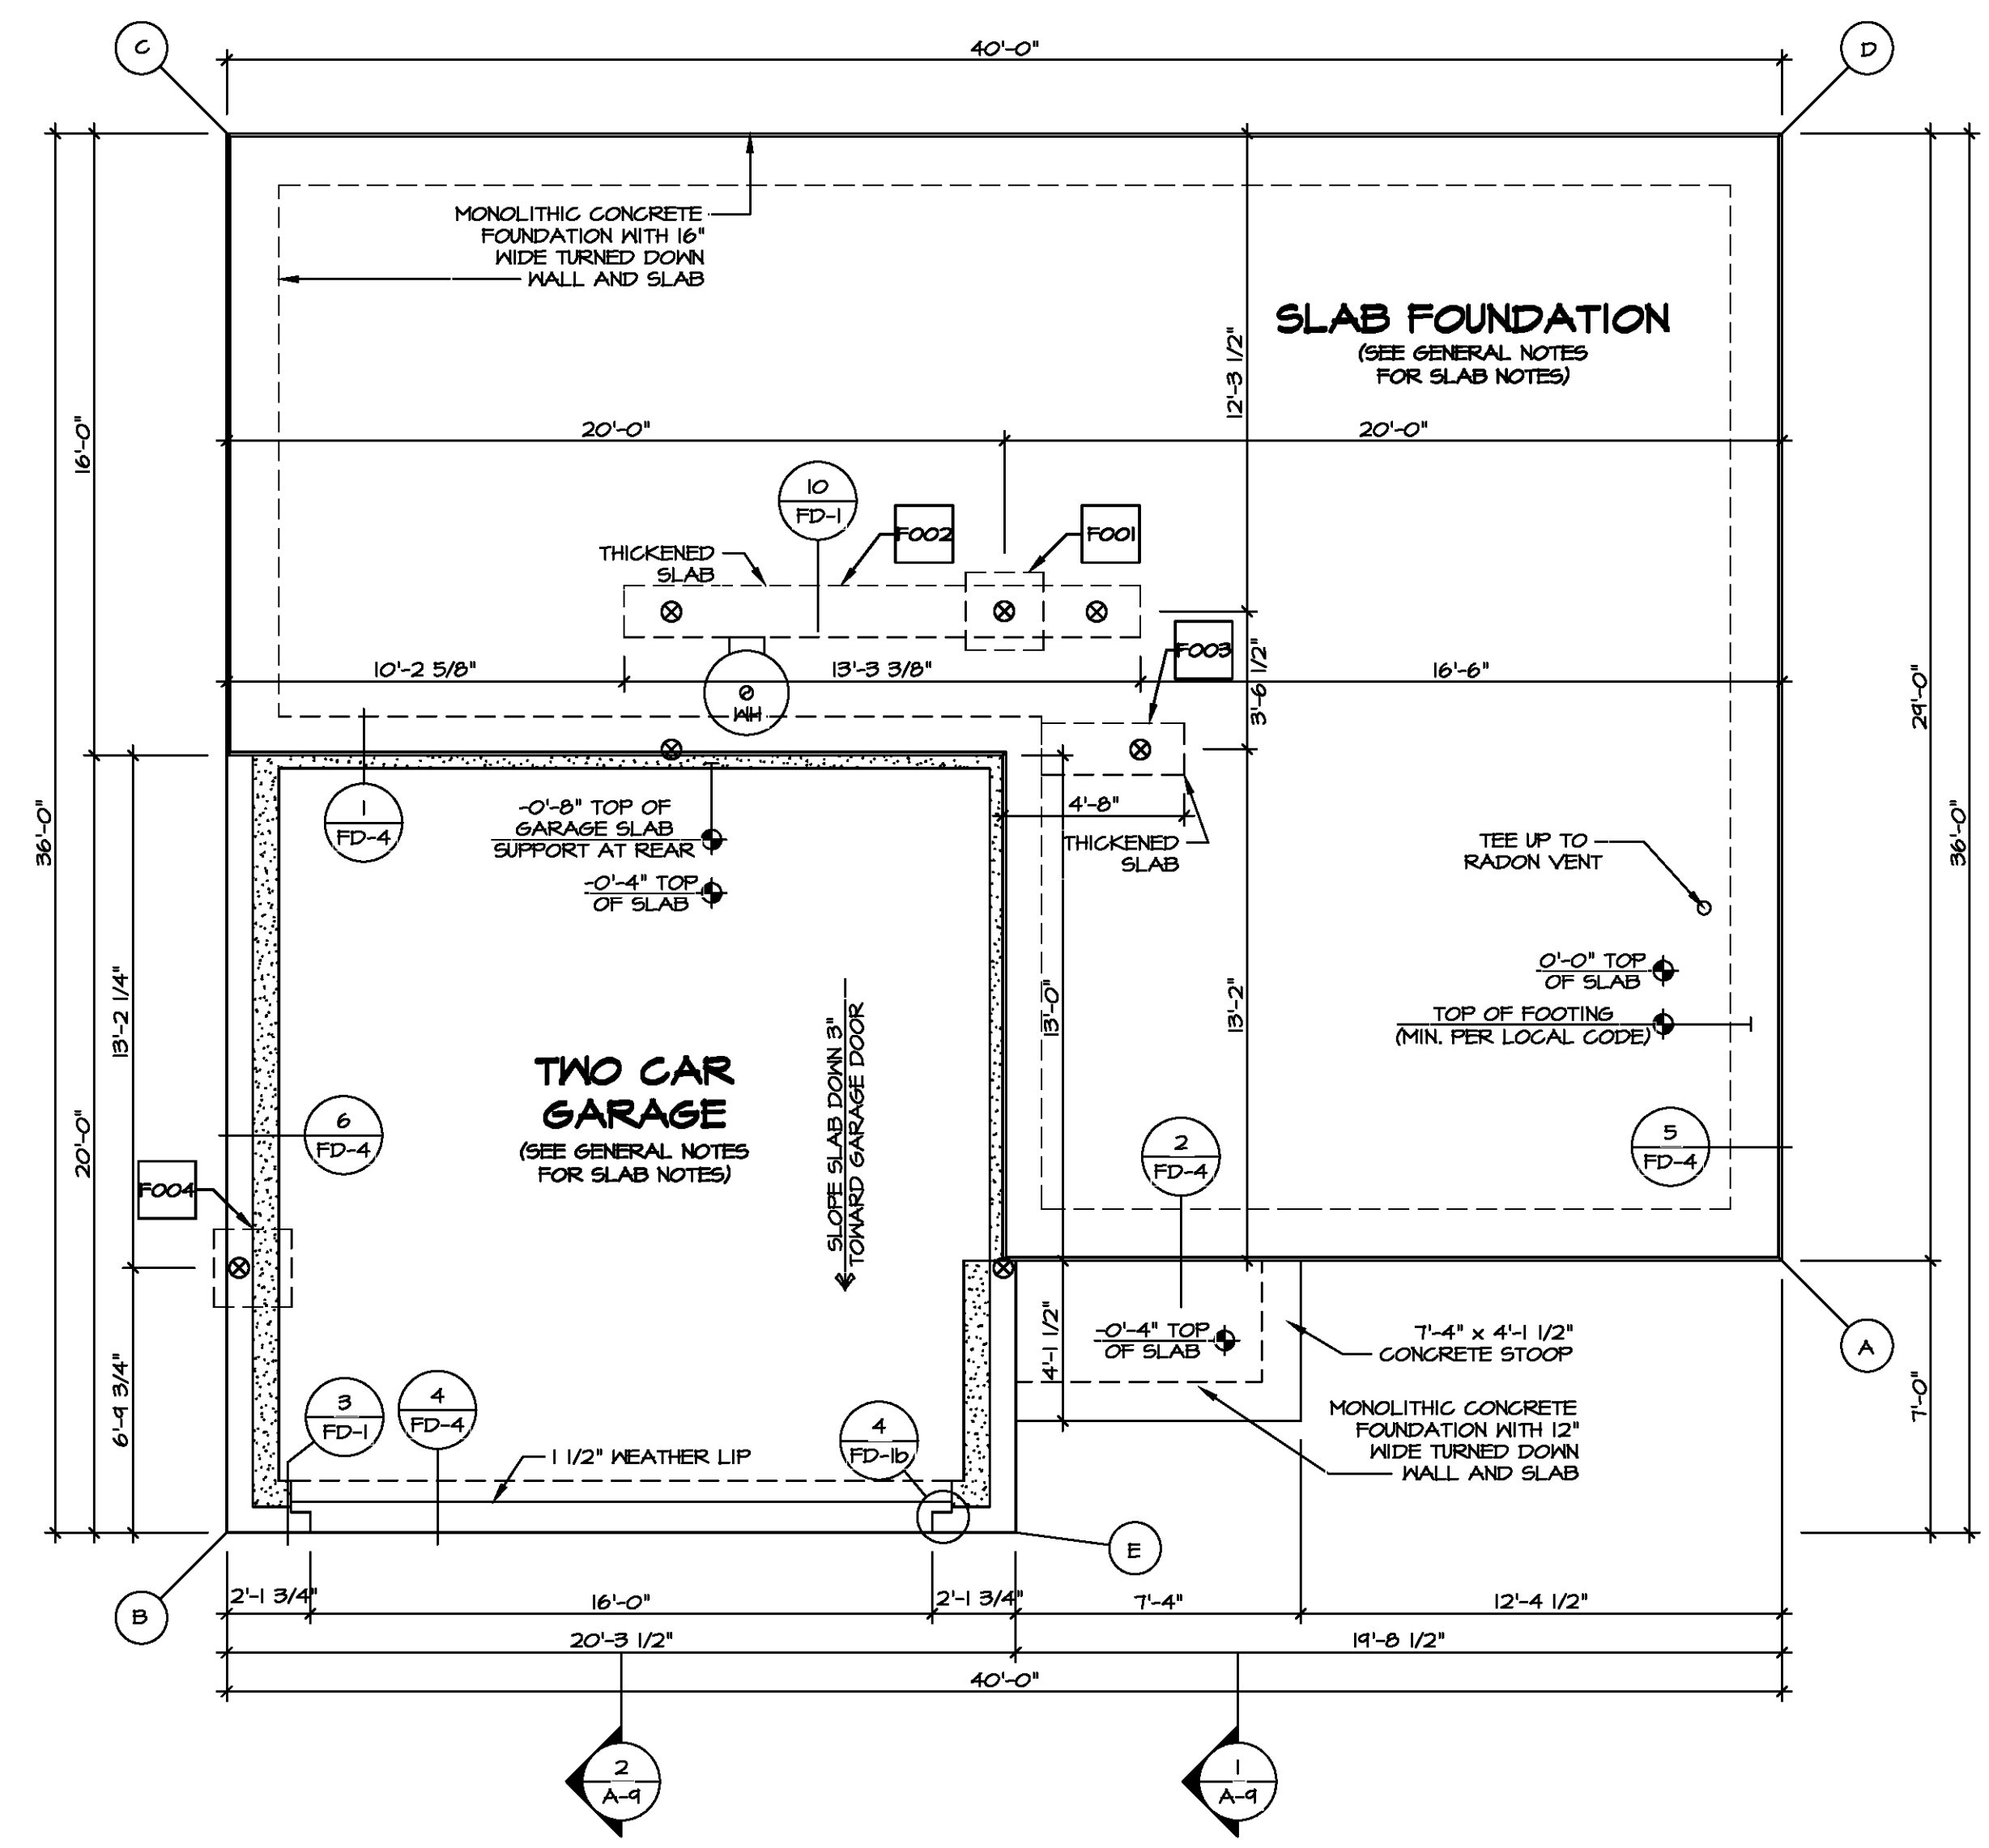 C
40'-0"
D
MONOLITHIC CONCRETE
FOUNDATION WITH 16"
WIDE TURNED DOWN
WALL AND SLAB
SLAB FOUNDATION
(SEE GENERAL NOTES
FOR SLAB NOTES)
12'-3 1/2"
16'-0"
20'-0"
20'-0"
10
FD-1
F002
F001
THICKENED
SLAB
F003
10'-2 5/8"
13'-3 3/8"
3'-6 1/2"
16'-6"
29'-0"
WH
1
FD-4
-0'-8" TOP OF
GARAGE SLAB
SUPPORT AT REAR
-0'-4" TOP
OF SLAB
4'-8"
THICKENED
SLAB
36'-0"
36'-0"
TEE UP TO
RADON VENT
0'-0" TOP
OF SLAB
TOP OF FOOTING
(MIN. PER LOCAL CODE)
13'-2 1/4"
13'-0"
13'-2"
TWO CAR
GARAGE
(SEE GENERAL NOTES
FOR SLAB NOTES)
SLOPE SLAB DOWN 3"
TOWARD GARAGE DOOR
20'-0"
6
FD-4
2
FD-4
5
FD-4
F004
-0'-4" TOP
OF SLAB
4'-1 1/2"
7'-4" x 4'-1 1/2"
CONCRETE STOOP
A
6'-9 3/4"
3
FD-1
4
FD-4
4
FD-1b
1 1/2" WEATHER LIP
MONOLITHIC CONCRETE
FOUNDATION WITH 12"
WIDE TURNED DOWN
WALL AND SLAB
7'-0"
E
B
2'-1 3/4"
16'-0"
2'-1 3/4"
7'-4"
12'-4 1/2"
20'-3 1/2"
19'-8 1/2"
40'-0"
2
A-9
1
A-9